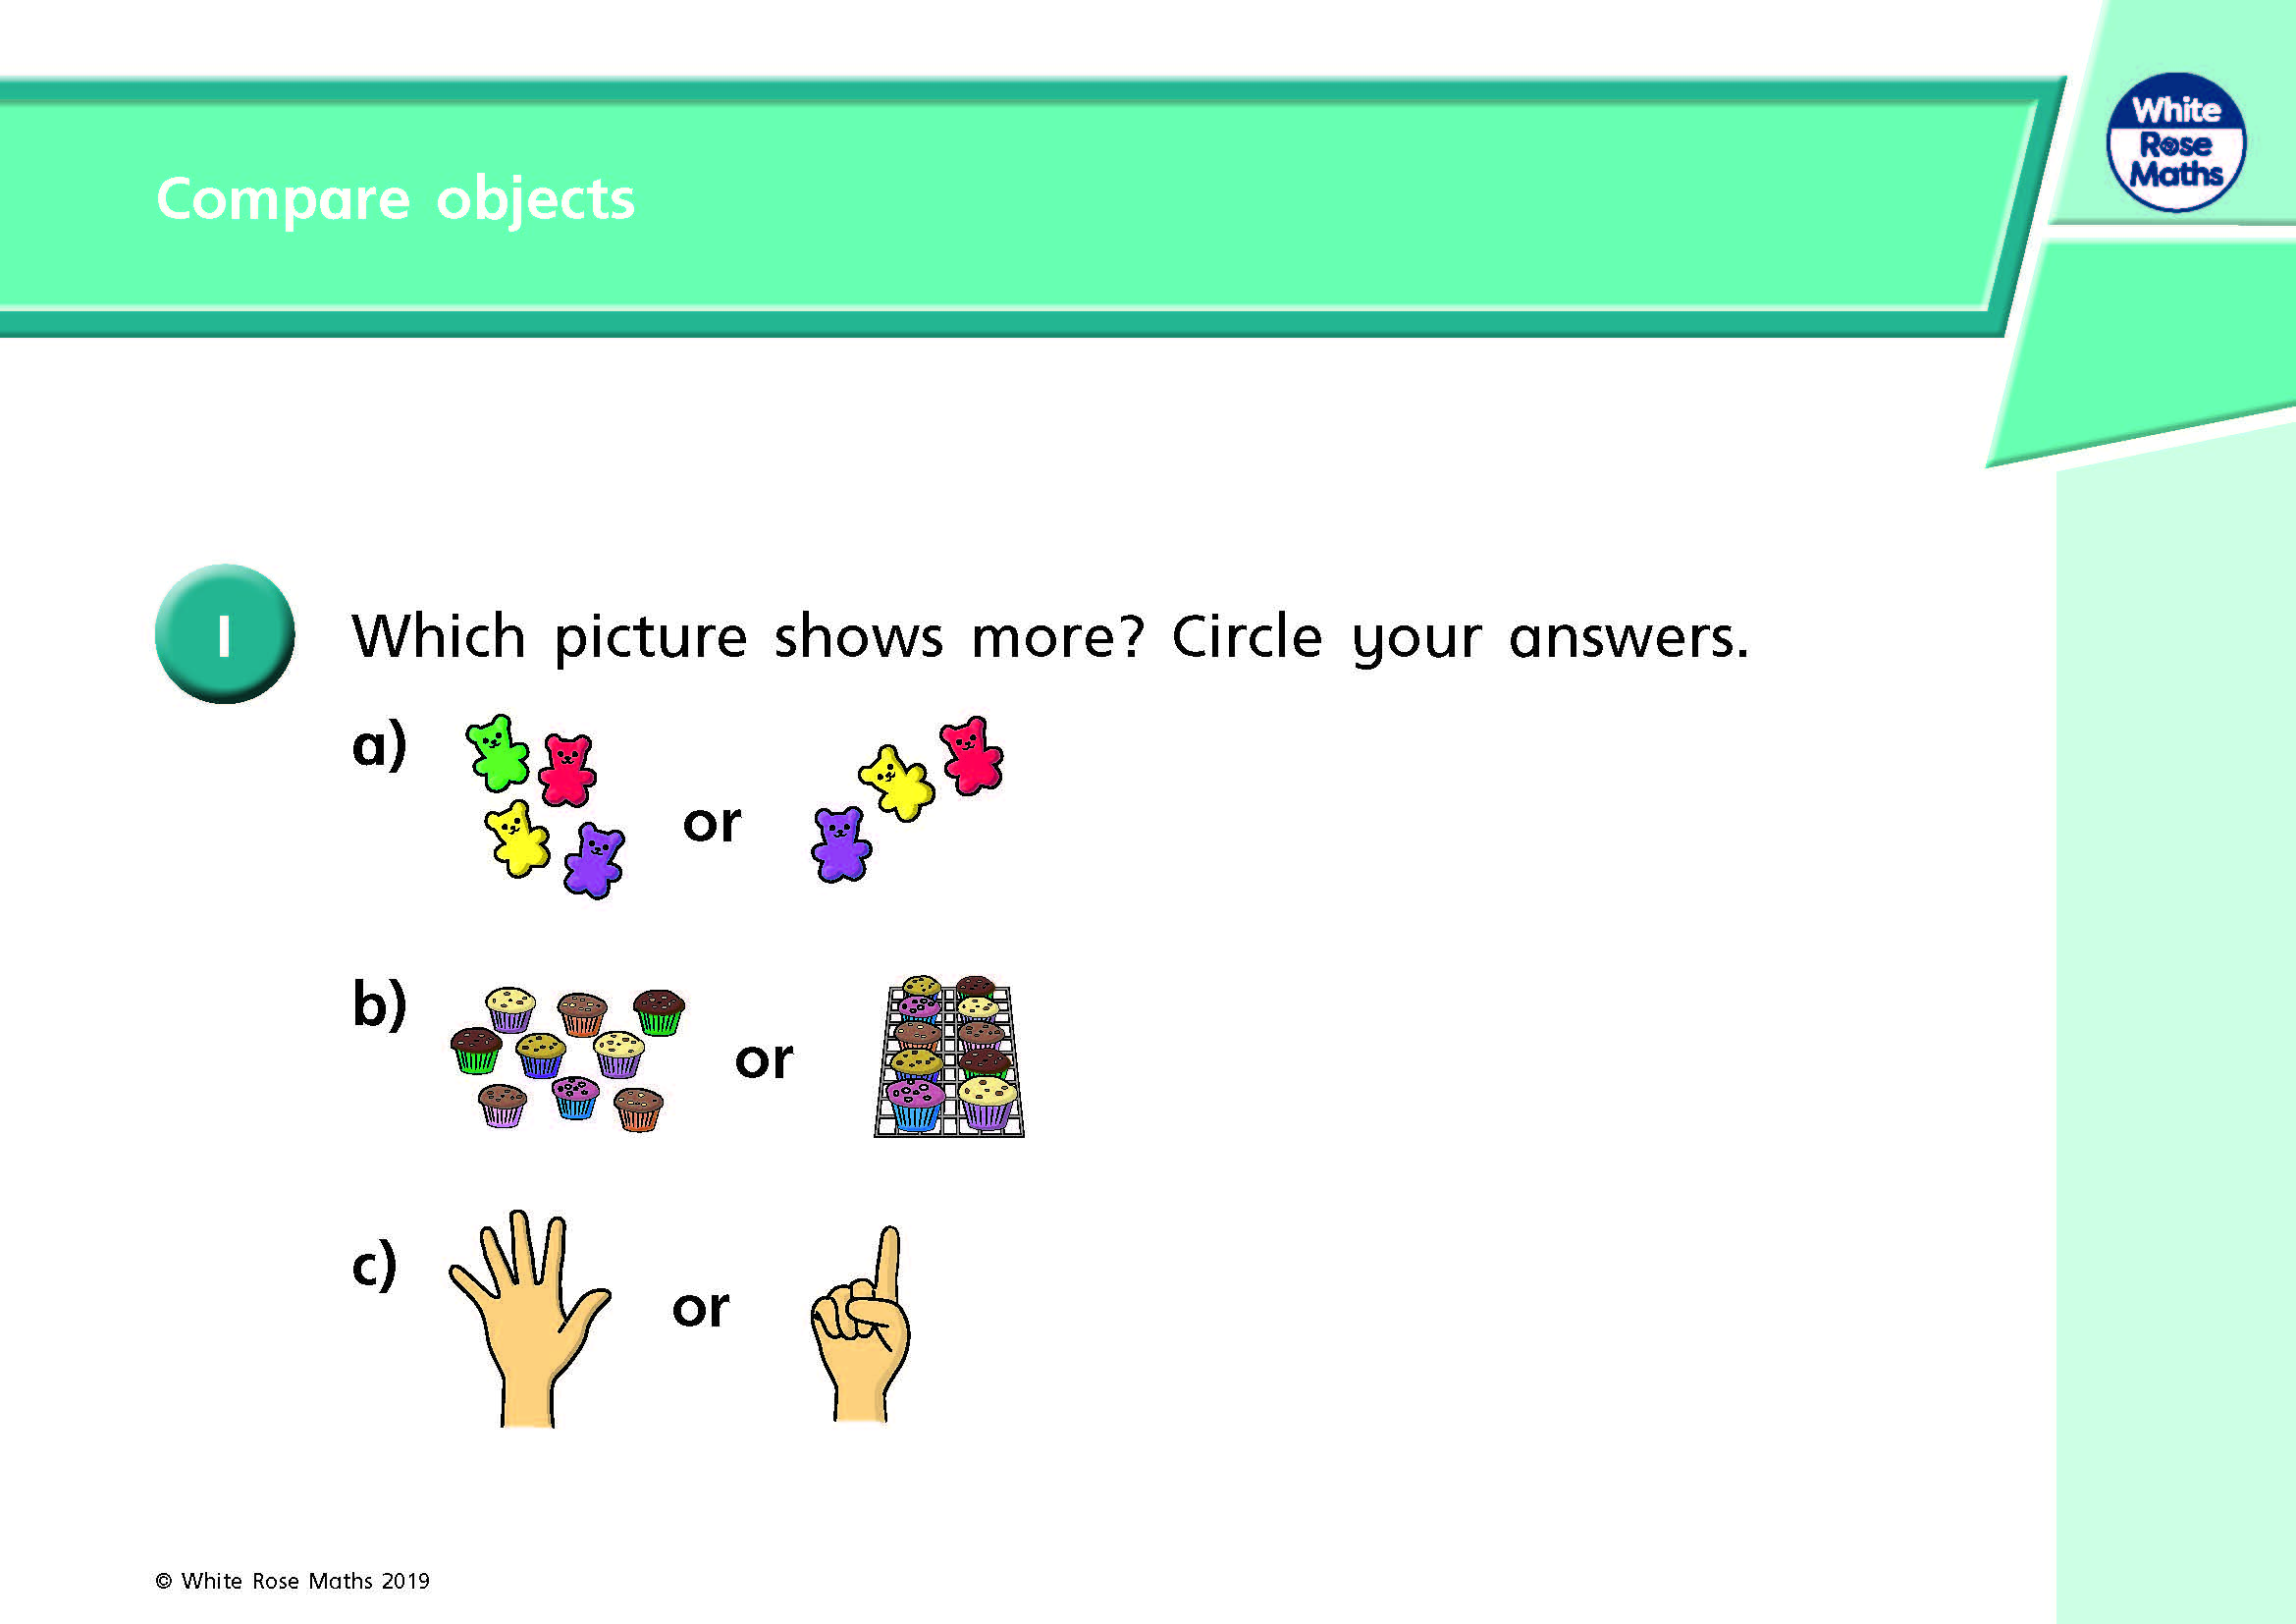 Compare objects
White
Rose
Maths
1 Which picture shows more? Circle your answers.
a)
or
b)
or
c)
or
© White Rose Maths 2019